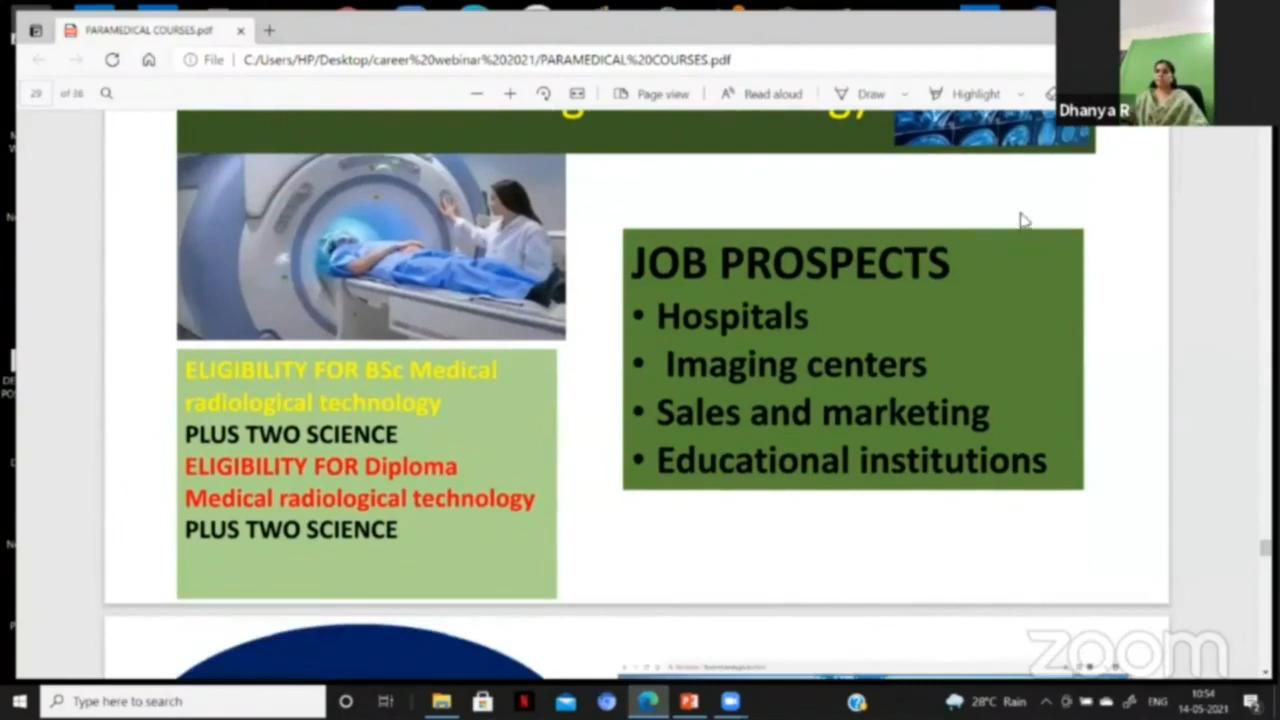 PARAMEDICAL COURSES.pdf
File
C:/Users/HP/Desktop/career%20webinar%202021/PARAMEDICAL%20COURSES.pdf
29 of 36
Page view
Read aloud
Draw
Highlight
Dhanya R
JOB PROSPECTS
• Hospitals
• Imaging centers
• Sales and marketing
• Educational institutions
ELIGIBILITY FOR BSc Medical
radiological technology
PLUS TWO SCIENCE
ELIGIBILITY FOR Diploma
Medical radiological technology
PLUS TWO SCIENCE
zoom
Type here to search
28°C Rain
ENG
10:54
14-05-2021